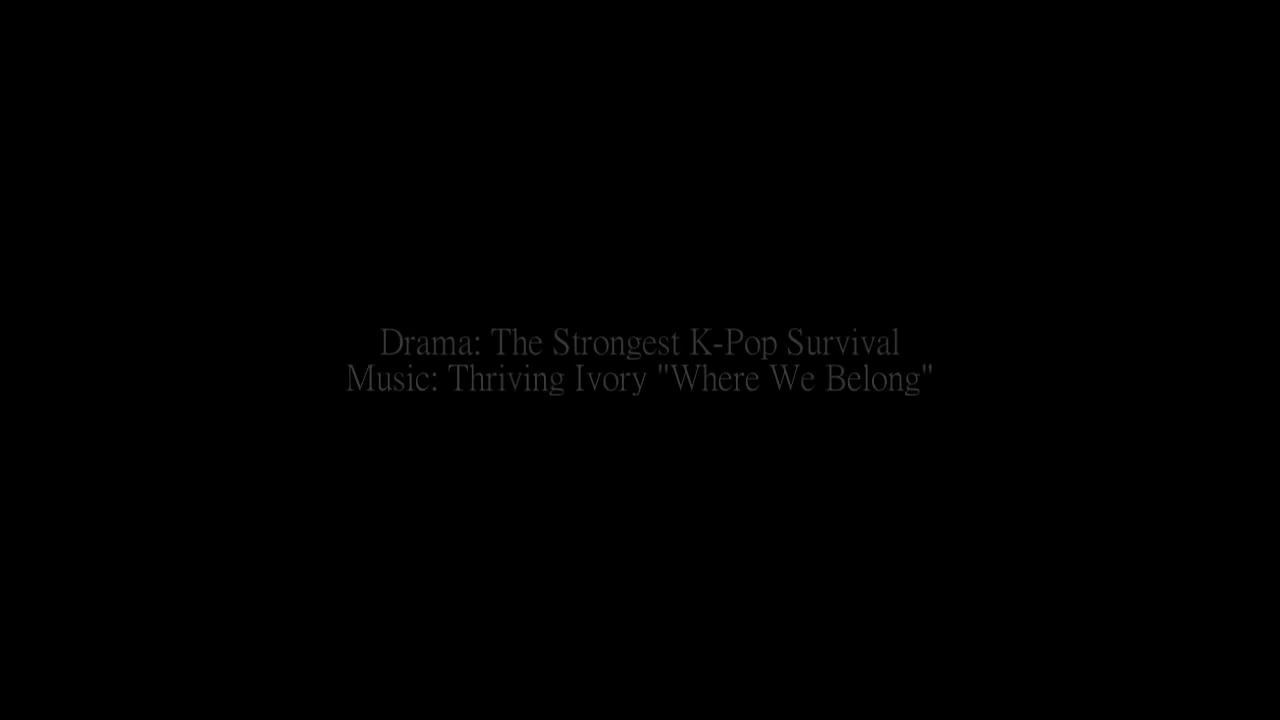 Drama: The Strongest K-Pop Survival
Music: Thriving Ivory "Where We Belong"